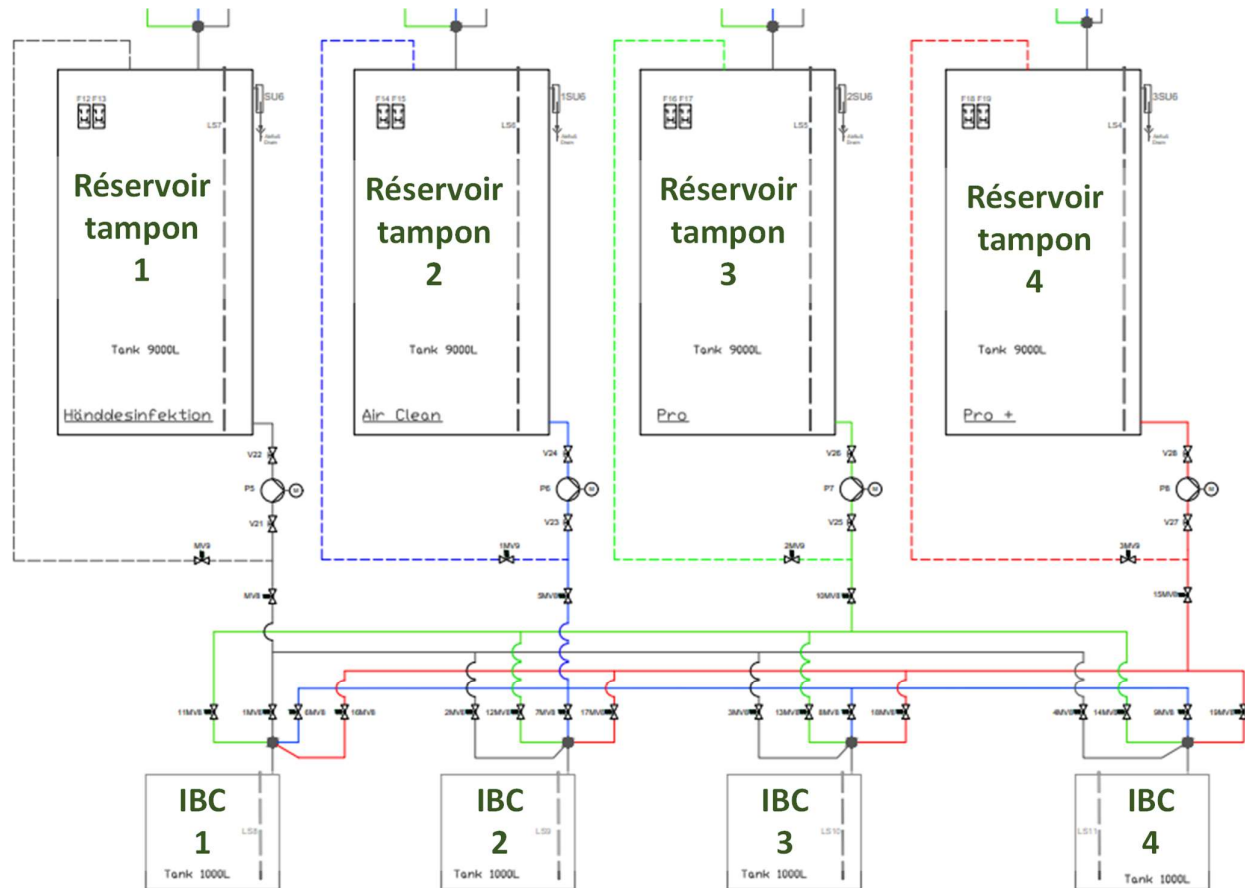 F12 F13
SU6
LS7
Réservoir
tampon
1
Tank 9000L
Händdesinfektion
F14 F15
1SU6
LS6
Réservoir
tampon
2
Tank 9000L
Air Clean
F16 F17
2SU6
LS5
Réservoir
tampon
3
Tank 9000L
Pro
F18 F19
3SU6
LS4
Réservoir
tampon
4
Tank 9000L
Pro +
V22
V24
V26
V28
P5
M
P6
M
P7
M
P8
M
V21
V23
V25
V27
MV9
1MV9
2MV9
3MV9
MV8
5MV8
10MV8
15MV8
11MV8
1MV8
6MV8
16MV8
2MV8
12MV8
7MV8
17MV8
3MV8
13MV8
8MV8
18MV8
4MV8
14MV8
9MV8
19MV8
IBC
1
LS8
Tank 1000L
IBC
2
LS9
Tank 1000L
IBC
3
LS10
Tank 1000L
IBC
4
LS11
Tank 1000L